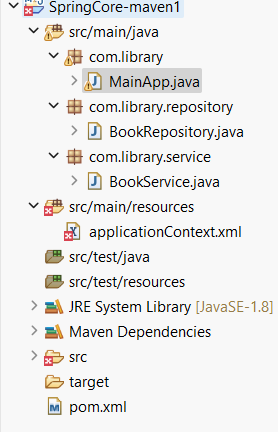 SpringCore-maven1
src/main/java
com.library
MainApp.java
com.library.repository
BookRepository.java
com.library.service
BookService.java
src/main/resources
applicationContext.xml
src/test/java
src/test/resources
JRE System Library [JavaSE-1.8]
Maven Dependencies
src
target
pom.xml